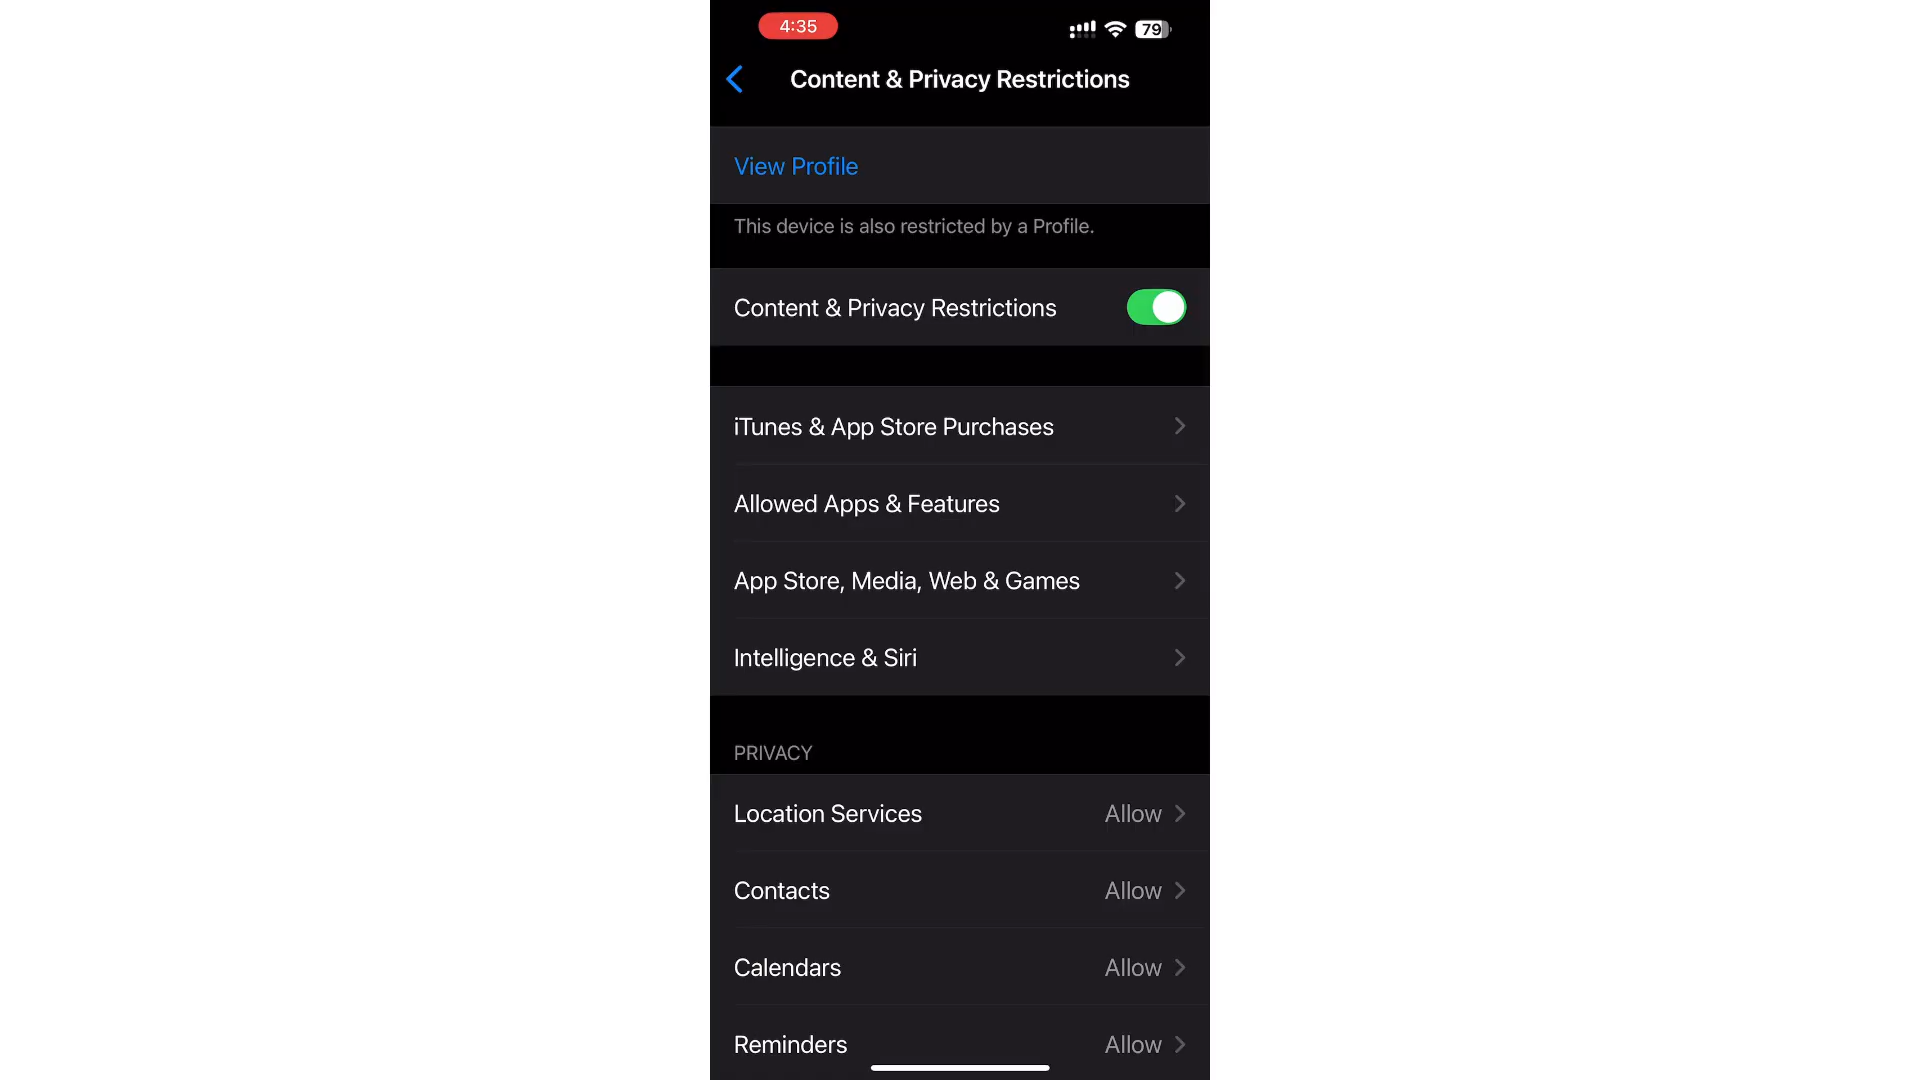 4:35
79
Content & Privacy Restrictions
View Profile
This device is also restricted by a Profile.
Content & Privacy Restrictions
iTunes & App Store Purchases
Allowed Apps & Features
App Store, Media, Web & Games
Intelligence & Siri
PRIVACY
Location Services Allow
Contacts Allow
Calendars Allow
Reminders Allow